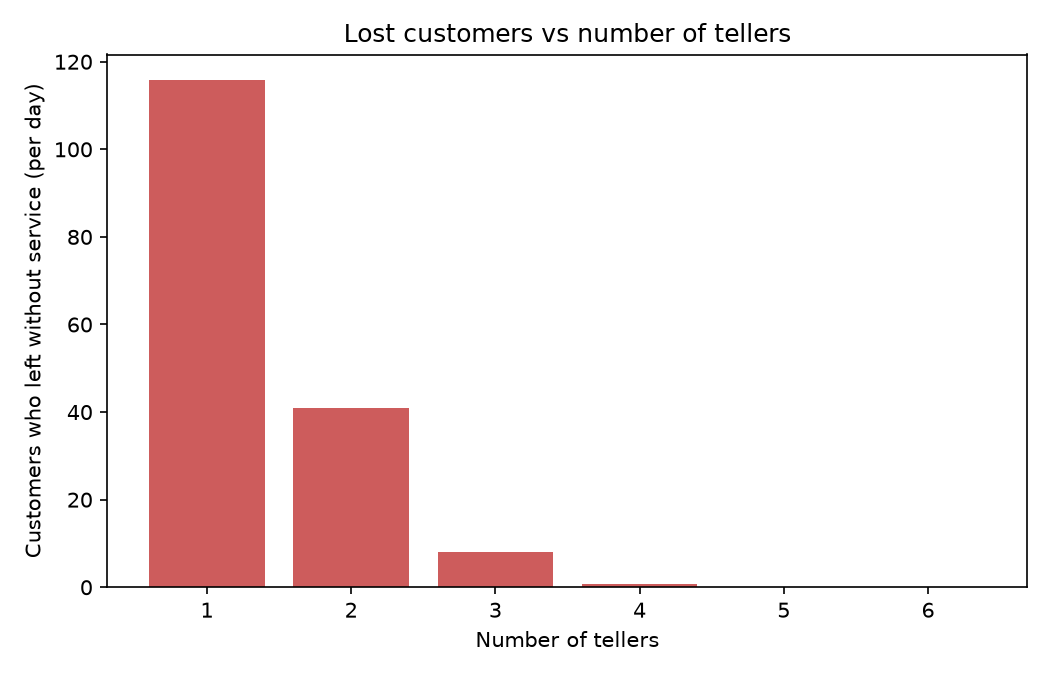 Lost customers vs number of tellers
Customers who left without service (per day)
120
100
80
60
40
20
0
1 2 3 4 5 6
Number of tellers